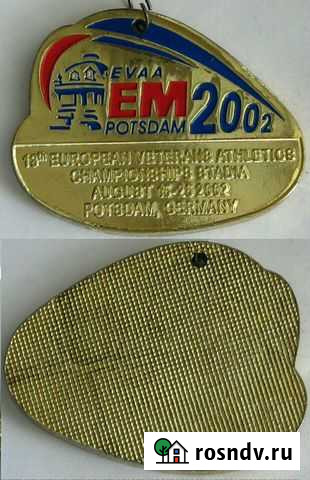 EVAA
EM 2002
POTSDAM
13TH EUROPEAN VETERANS ATHLETICS
CHAMPIONSHIPS STADIA
AUGUST 15-25 2002
POTSDAM, GERMANY
rosndv.ru